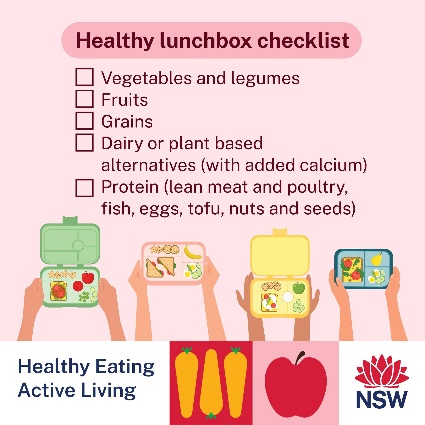 Healthy lunchbox checklist
Vegetables and legumes
Fruits
Grains
Dairy or plant based
alternatives (with added calcium)
Protein (lean meat and poultry,
fish, eggs, tofu, nuts and seeds)
Healthy Eating
Active Living
NSW